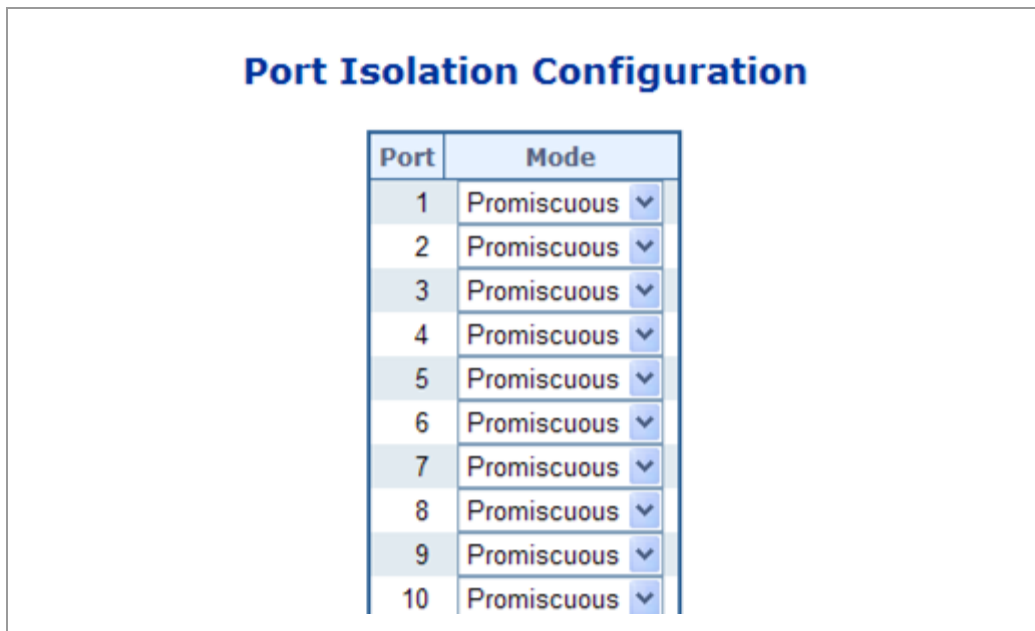 Port Isolation Configuration
Port Mode
1 Promiscuous
2 Promiscuous
3 Promiscuous
4 Promiscuous
5 Promiscuous
6 Promiscuous
7 Promiscuous
8 Promiscuous
9 Promiscuous
10 Promiscuous